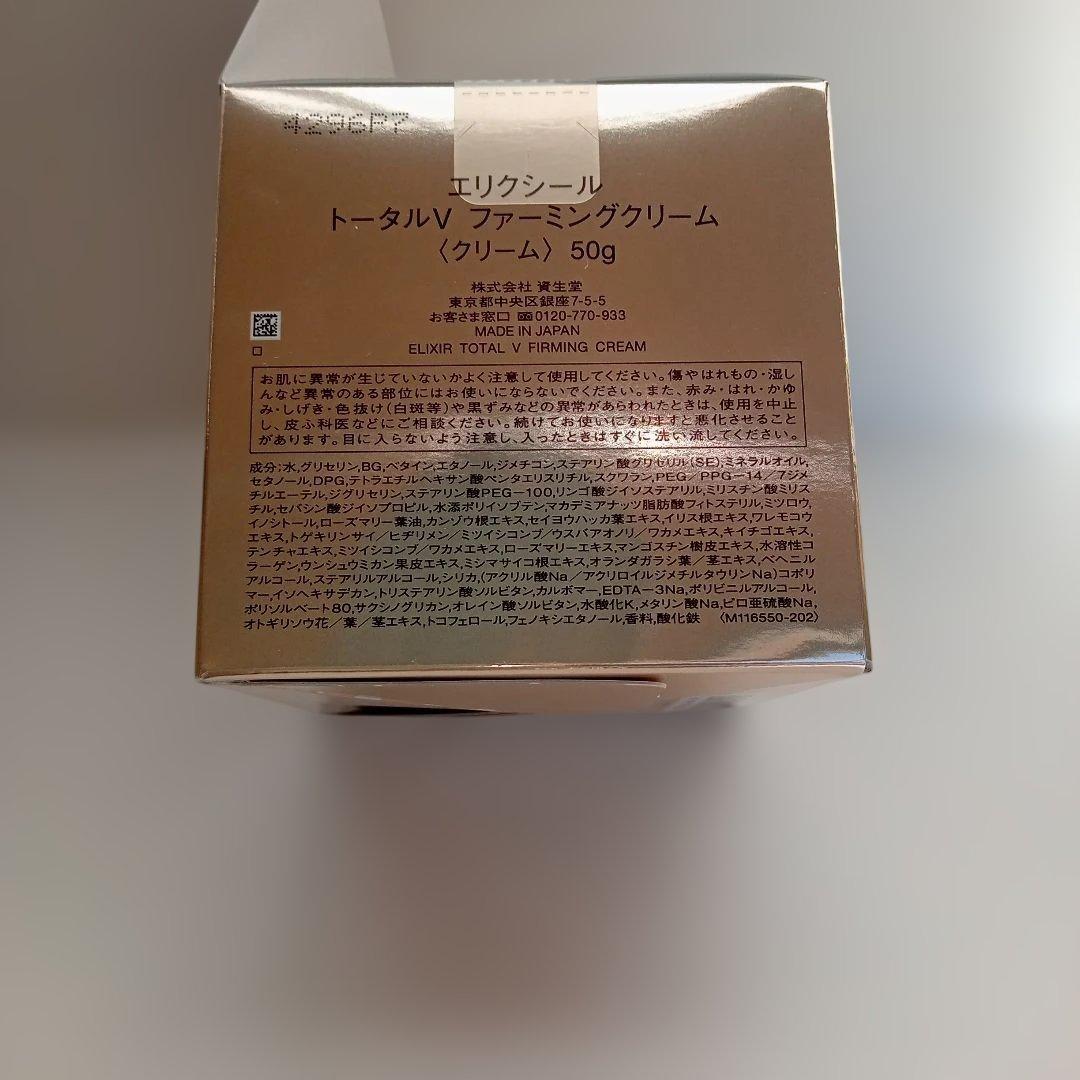 4296P7
エリクシール
トータルV ファーミングクリーム
〈クリーム〉 50g
株式会社 資生堂
東京都中央区銀座7-5-5
お客さま窓口 0120-770-933
MADE IN JAPAN
ELIXIR TOTAL V FIRMING CREAM
お肌に異常が生じていないかよく注意して使用してください。傷やはれもの・湿し
んなど異常のある部位にはお使いにならないでください。また、赤み・はれ・かゆ
み・しげき・色抜け(白斑等)や黒ずみなどの異常があらわれたときは、使用を中止
し、皮ふ科医などにご相談ください。続けてお使いになりますと悪化させること
があります。目に入らないよう注意し、入ったときはすぐに洗い流してください。
成分:水,グリセリン,BG,ベタイン,エタノール,ジメチコン,ステアリン酸グリセリル(SE),ミネラルオイル,
セタノール,DPG,テトラエチルヘキサン酸ペンタエリスリチル,スクワラン,PEG/PPG-14/7ジメ
チルエーテル,ジグリセリン,ステアリン酸PEG-100,リンゴ酸ジイソステアリル,ミリスチン酸ミリス
チル,セバシン酸ジイソプロピル,水添ポリイソブテン,マカデミアナッツ脂肪酸フィトステリル,ミツロウ,
イノシトール,ローズマリー葉油,カンゾウ根エキス,セイヨウハッカ葉エキス,イリス根エキス,ワレモコウ
エキス,トゲキリンサイ/ヒヂリメン/ミツイシコンブ/ウスバアオノリ/ワカメエキス,キイチゴエキス,
テンチャエキス,ミツイシコンブ/ワカメエキス,ローズマリーエキス,マンゴスチン樹皮エキス,水溶性コ
ラーゲン,ウンシュウミカン果皮エキス,ミシマサイコ根エキス,オランダガラシ葉/茎エキス,ベヘニル
アルコール,ステアリルアルコール,シリカ,(アクリル酸Na/アクリロイルジメチルタウリンNa)コポリ
マー,イソヘキサデカン,トリステアリン酸ソルビタン,カルボマー,EDTA-3Na,ポリビニルアルコール,
ポリソルベート80,サクシノグリカン,オレイン酸ソルビタン,水酸化K,メタリン酸Na,ピロ亜硫酸Na,
オトギリソウ花/葉/茎エキス,トコフェロール,フェノキシエタノール,香料,酸化鉄 〈M116550-202〉